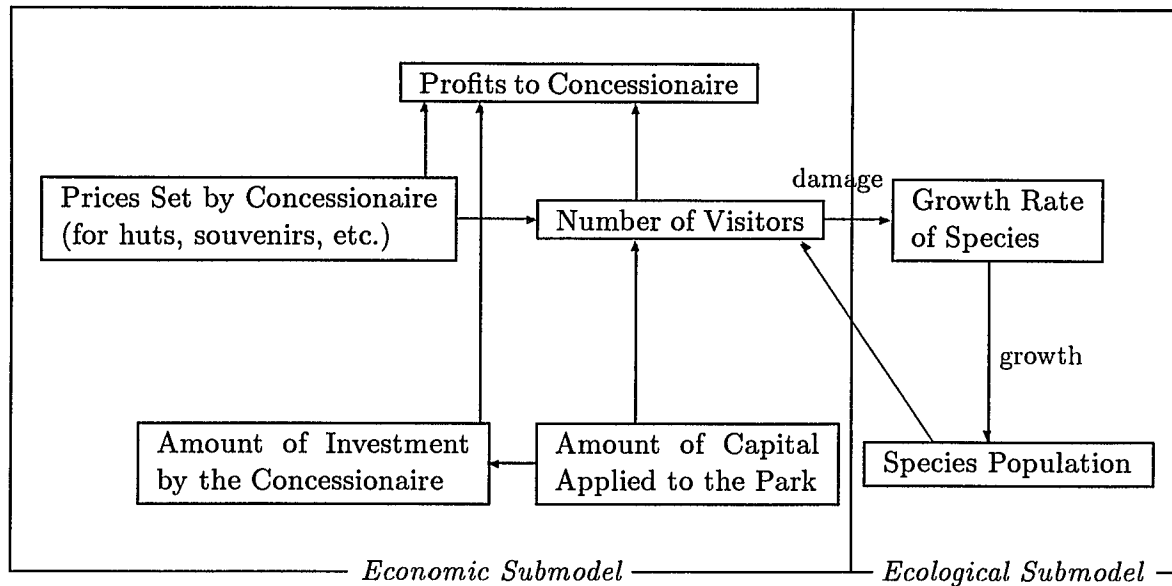 Profits to Concessionaire
Prices Set by Concessionaire
(for huts, souvenirs, etc.)
Number of Visitors
damage
Growth Rate
of Species
growth
Amount of Investment
by the Concessionaire
Amount of Capital
Applied to the Park
Species Population
Economic Submodel
Ecological Submodel